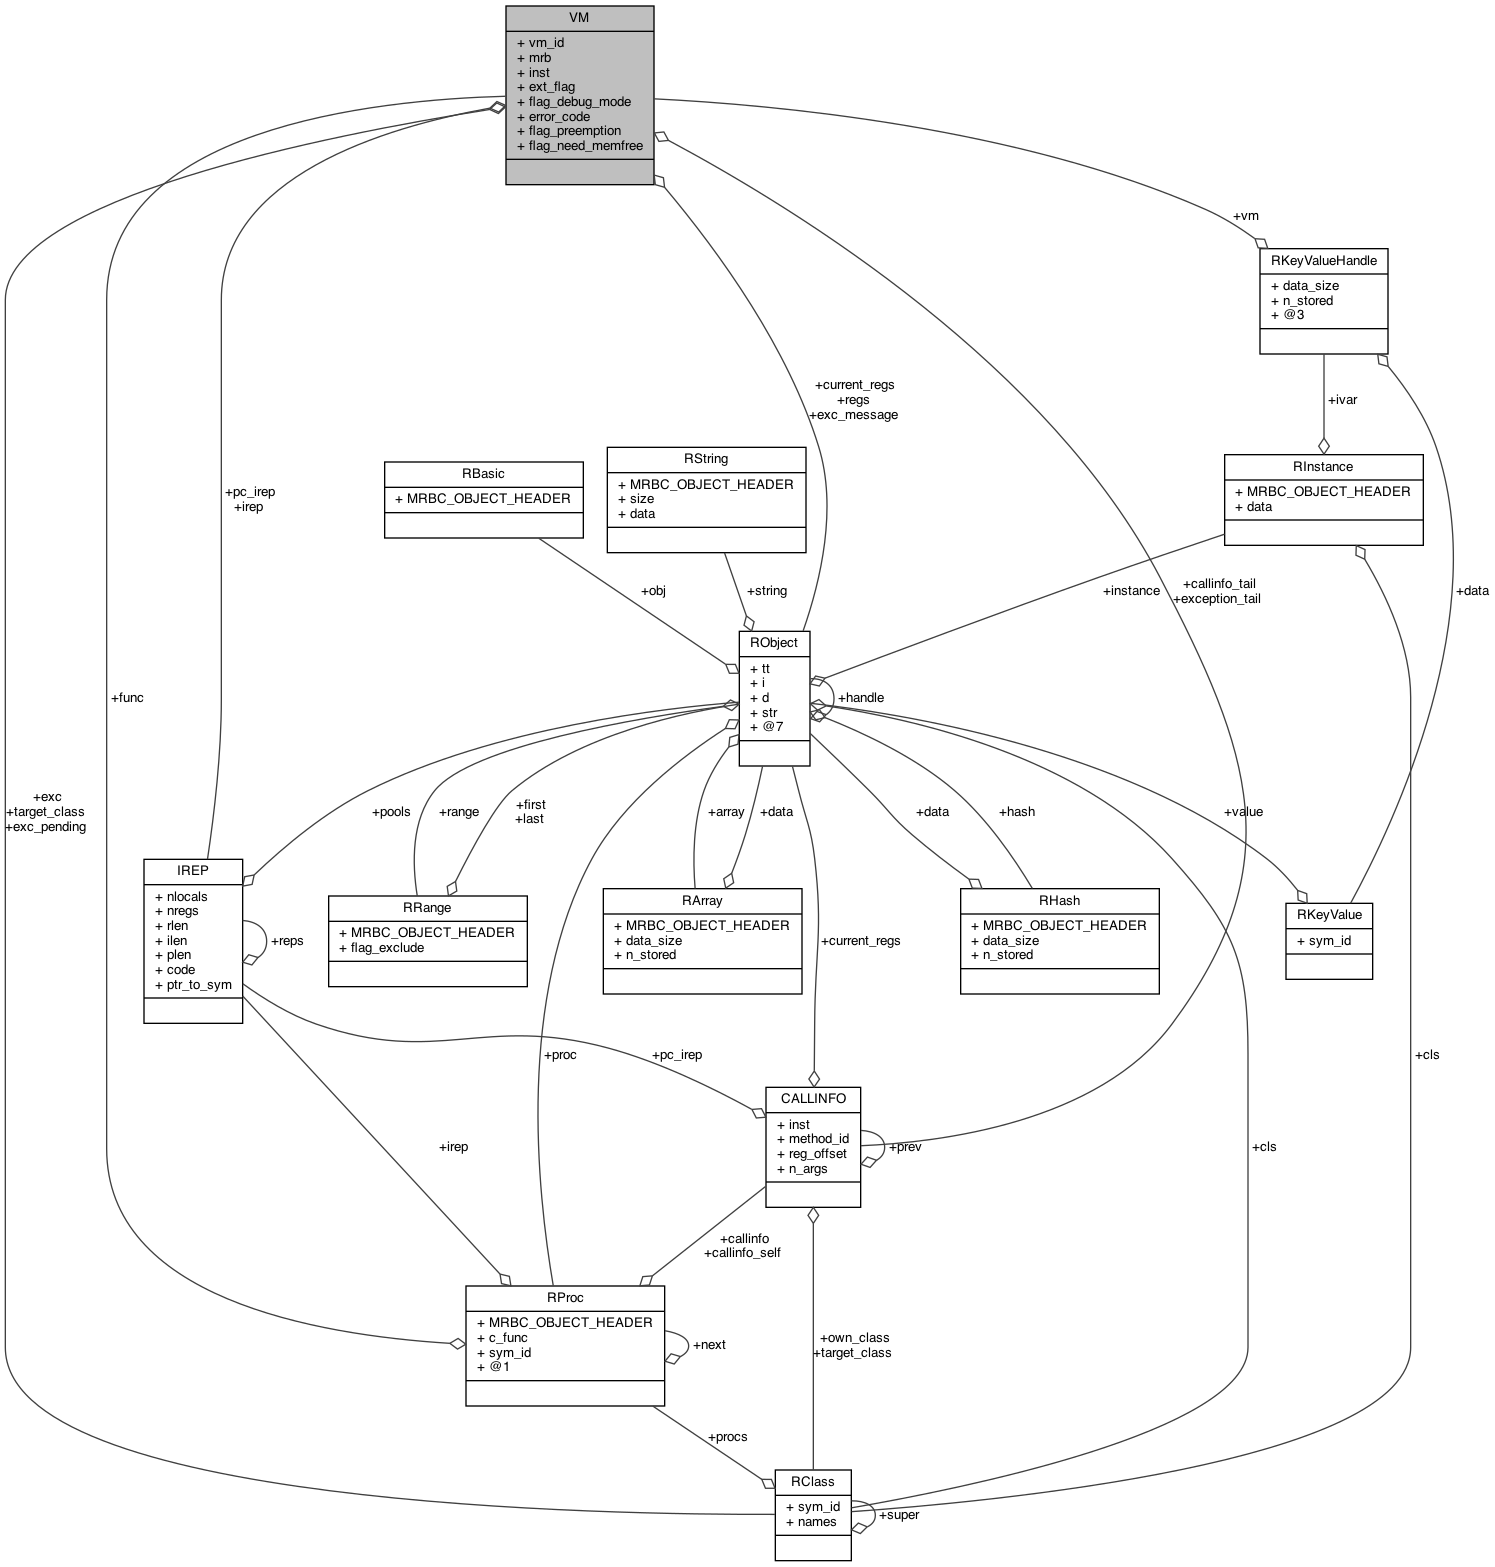 VM
+ vm_id
+ mrb
+ inst
+ ext_flag
+ flag_debug_mode
+ error_code
+ flag_preemption
+ flag_need_memfree
+vm
RKeyValueHandle
+ data_size
+ n_stored
+ @3
+current_regs
+regs
+exc_message
+ivar
RBasic
+ MRBC_OBJECT_HEADER
RString
+ MRBC_OBJECT_HEADER
+ size
+ data
RInstance
+ MRBC_OBJECT_HEADER
+ data
+pc_irep
+irep
+obj
+string
+instance
+callinfo_tail
+exception_tail
+data
RObject
+ tt
+ i
+ d
+ str
+ @7
+handle
+func
+exc
+target_class
+exc_pending
+pools
+range
+first
+last
+array
+data
+data
+hash
+value
IREP
+ nlocals
+ nregs
+ rlen
+ ilen
+ plen
+ code
+ ptr_to_sym
+reps
RRange
+ MRBC_OBJECT_HEADER
+ flag_exclude
RArray
+ MRBC_OBJECT_HEADER
+ data_size
+ n_stored
+current_regs
RHash
+ MRBC_OBJECT_HEADER
+ data_size
+ n_stored
RKeyValue
+ sym_id
+proc
+pc_irep
+cls
CALLINFO
+ inst
+ method_id
+ reg_offset
+ n_args
+prev
+irep
+cls
+callinfo
+callinfo_self
RProc
+ MRBC_OBJECT_HEADER
+ c_func
+ sym_id
+ @1
+next
+own_class
+target_class
+procs
RClass
+ sym_id
+ names
+super